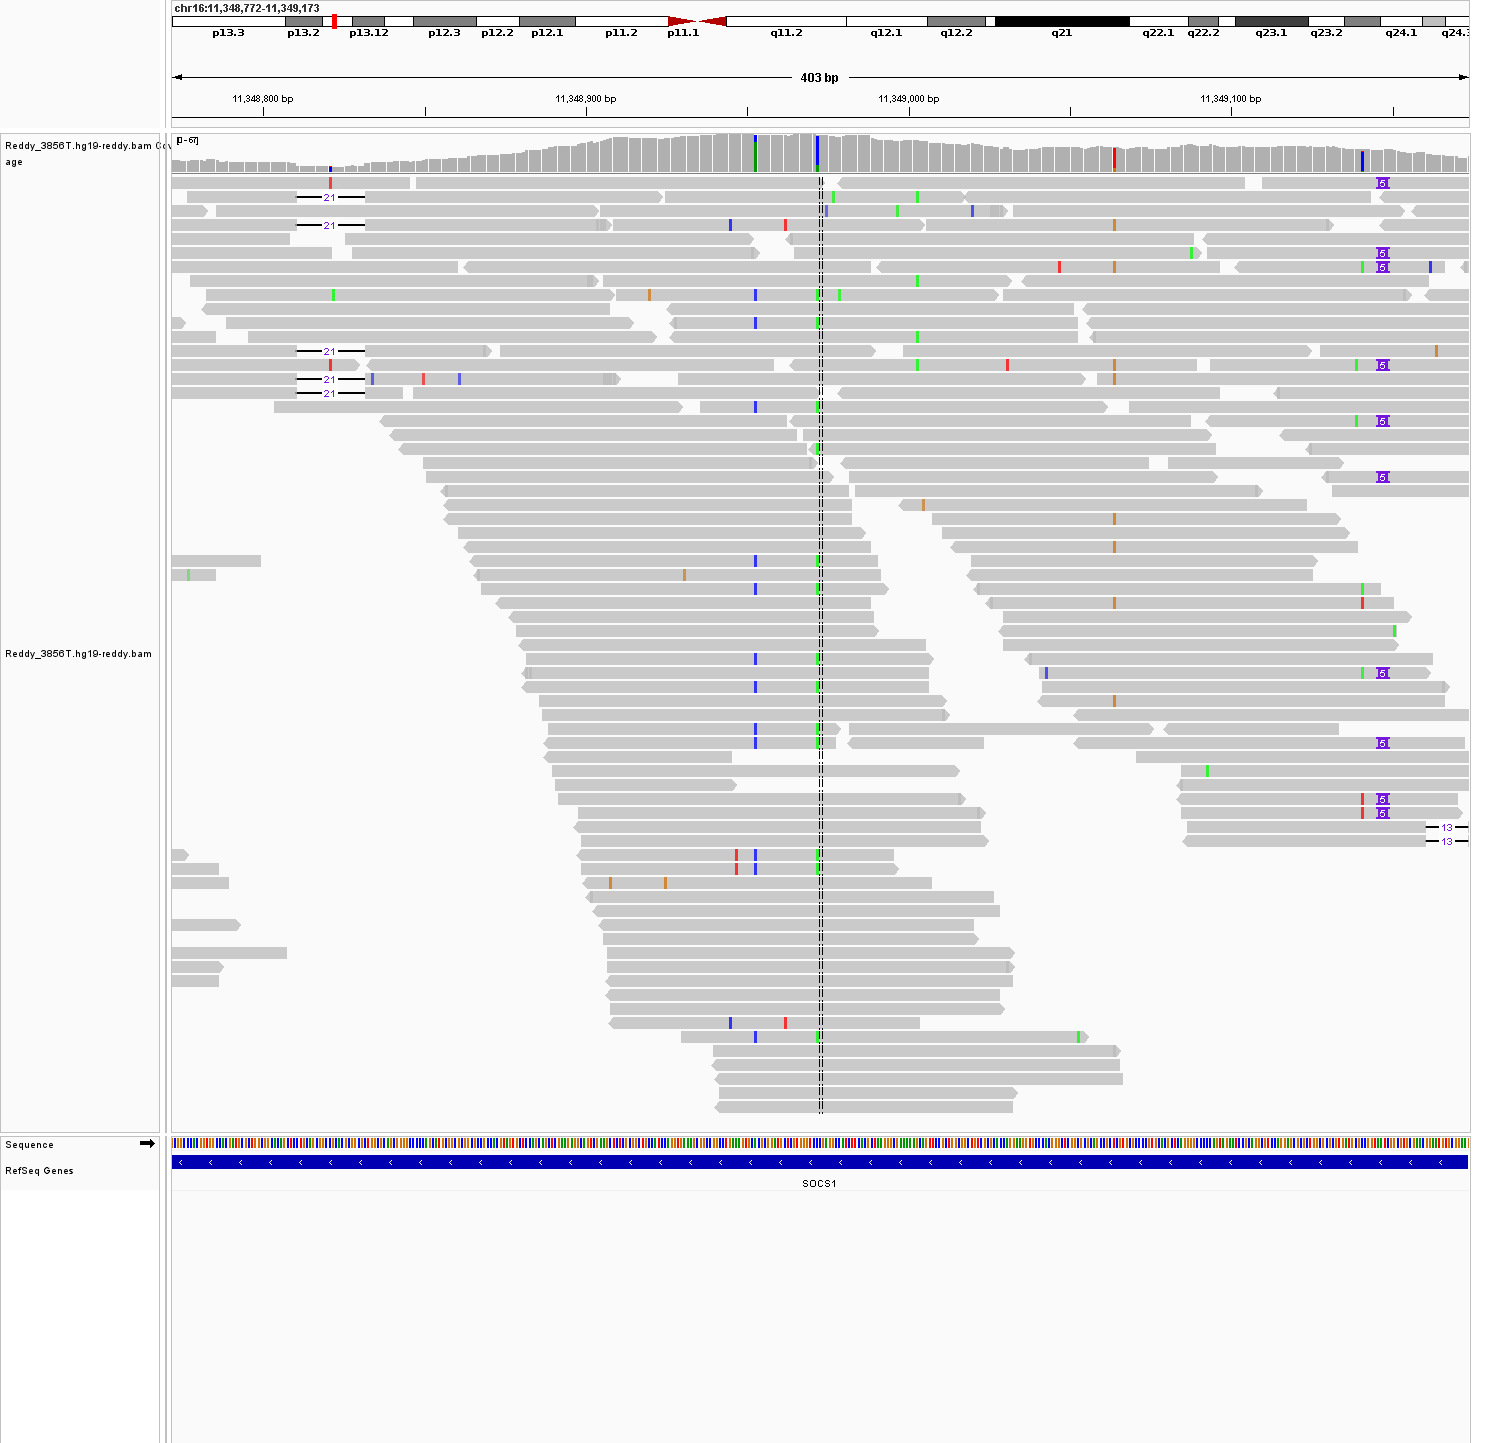 chr16:11,348,772-11,349,173
p13.3 p13.2 p13.12 p12.3 p12.2 p12.1 p11.2 p11.1 q11.2 q12.1 q12.2 q21 q22.1 q22.2 q23.1 q23.2 q24.1 q24.3
403 bp
11,348,800 bp 11,348,900 bp 11,349,000 bp 11,349,100 bp
Reddy_3856T.hg19-reddy.bam Cov
age
[0 - 67]
5
21
21
5
5
21
5
21
21
5
5
Reddy_3856T.hg19-reddy.bam
5
5
5
5
13
13
Sequence
RefSeq Genes
SOCS1